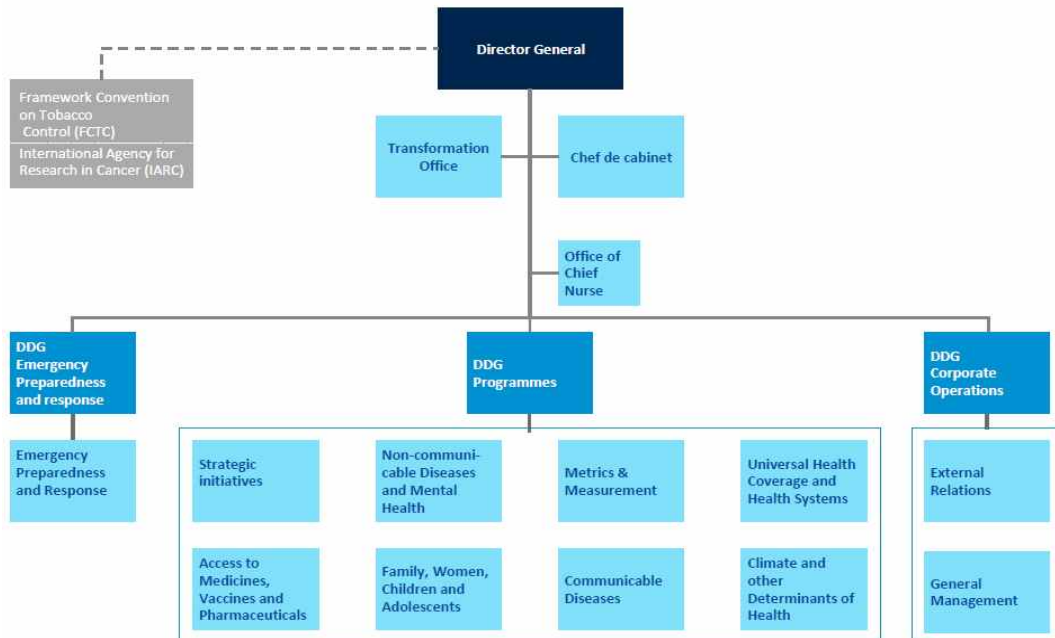 Director General
Framework Convention
on Tobacco
Control (FCTC)
International Agency for
Research in Cancer (IARC)
Transformation
Office
Chef de cabinet
Office of
Chief
Nurse
DDG
Emergency
Preparedness
and response
DDG
Programmes
DDG
Corporate
Operations
Emergency
Preparedness
and Response
Strategic
initiatives
Non-communi-
cable Diseases
and Mental
Health
Metrics &
Measurement
Universal Health
Coverage and
Health Systems
External
Relations
Access to
Medicines,
Vaccines and
Pharmaceuticals
Family, Women,
Children and
Adolescents
Communicable
Diseases
Climate and
other
Determinants of
Health
General
Management